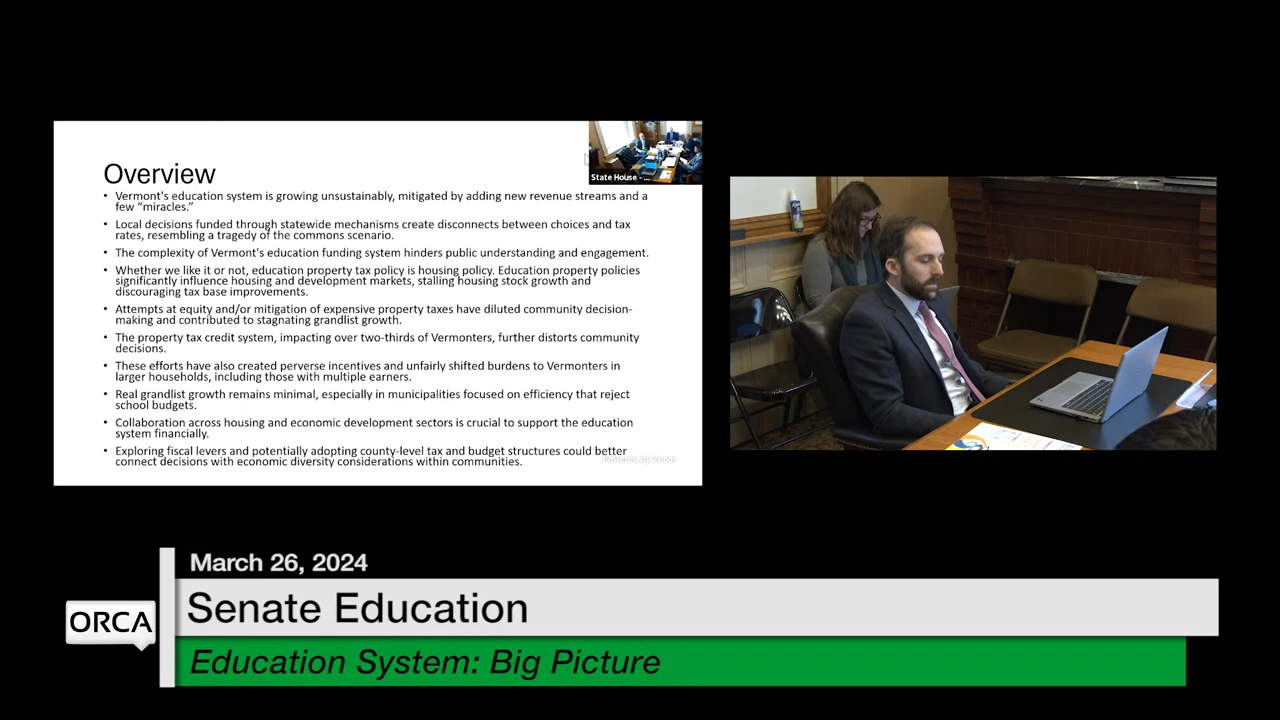 Overview
State House - ...
• Vermont's education system is growing unsustainably, mitigated by adding new revenue streams and a
few “miracles.”
• Local decisions funded through statewide mechanisms create disconnects between choices and tax
rates, resembling a tragedy of the commons scenario.
• The complexity of Vermont's education funding system hinders public understanding and engagement.
• Whether we like it or not, education property tax policy is housing policy. Education property policies
significantly influence housing and development markets, stalling housing stock growth and
discouraging tax base improvements.
• Attempts at equity and/or mitigation of expensive property taxes have diluted community decision-
making and contributed to stagnating grandlist growth.
• The property tax credit system, impacting over two-thirds of Vermonters, further distorts community
decisions.
• These efforts have also created perverse incentives and unfairly shifted burdens to Vermonters in
larger households, including those with multiple earners.
• Real grandlist growth remains minimal, especially in municipalities focused on efficiency that reject
school budgets.
• Collaboration across housing and economic development sectors is crucial to support the education
system financially.
• Exploring fiscal levers and potentially adopting county-level tax and budget structures could better
connect decisions with economic diversity considerations within communities.
Powered by Zoom
March 26, 2024
Senate Education
ORCA
Education System: Big Picture